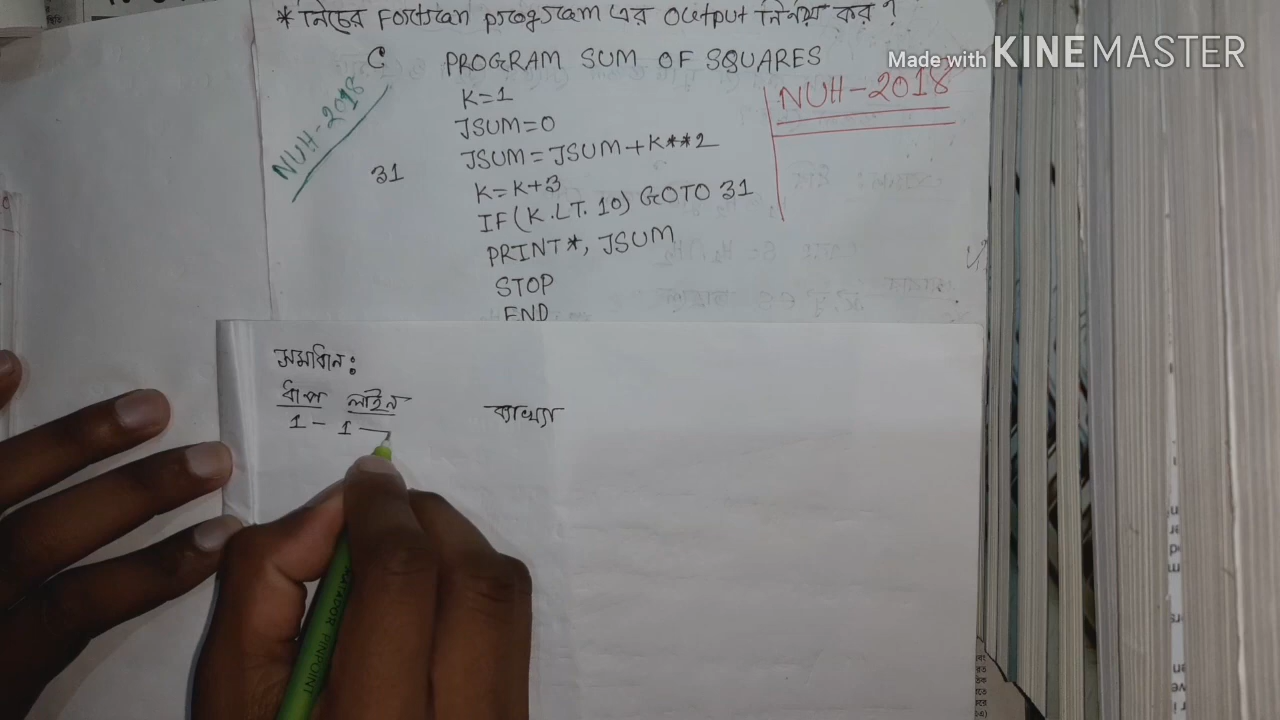 * নিচের Fortran program এর output নির্ণয় কর ?
Made with KINEMASTER
C PROGRAM SUM OF SQUARES
NUH-2018
NUH-2018
K=1
JSUM=0
31 JSUM=JSUM+K**2
K=K+3
IF(K.LT.10) GOTO 31
PRINT*, JSUM
STOP
END
সমাধান:
ধাপ লাইন ব্যাখ্যা
1 - 1 —
MATADOR PINPOINT